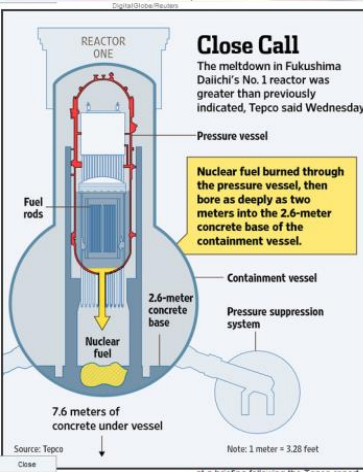 DigitalGlobe/Reuters
REACTOR
ONE
Close Call
The meltdown in Fukushima
Daiichi's No. 1 reactor was
greater than previously
indicated, Tepco said Wednesday
Pressure vessel
Nuclear fuel burned through
the pressure vessel, then
bore as deeply as two
meters into the 2.6-meter
concrete base of the
containment vessel.
Fuel
rods
Containment vessel
2.6-meter
concrete
base
Pressure suppression
system
Nuclear
fuel
7.6 meters of
concrete under vessel
Source: Tepco
Note: 1 meter = 3.28 feet
Close